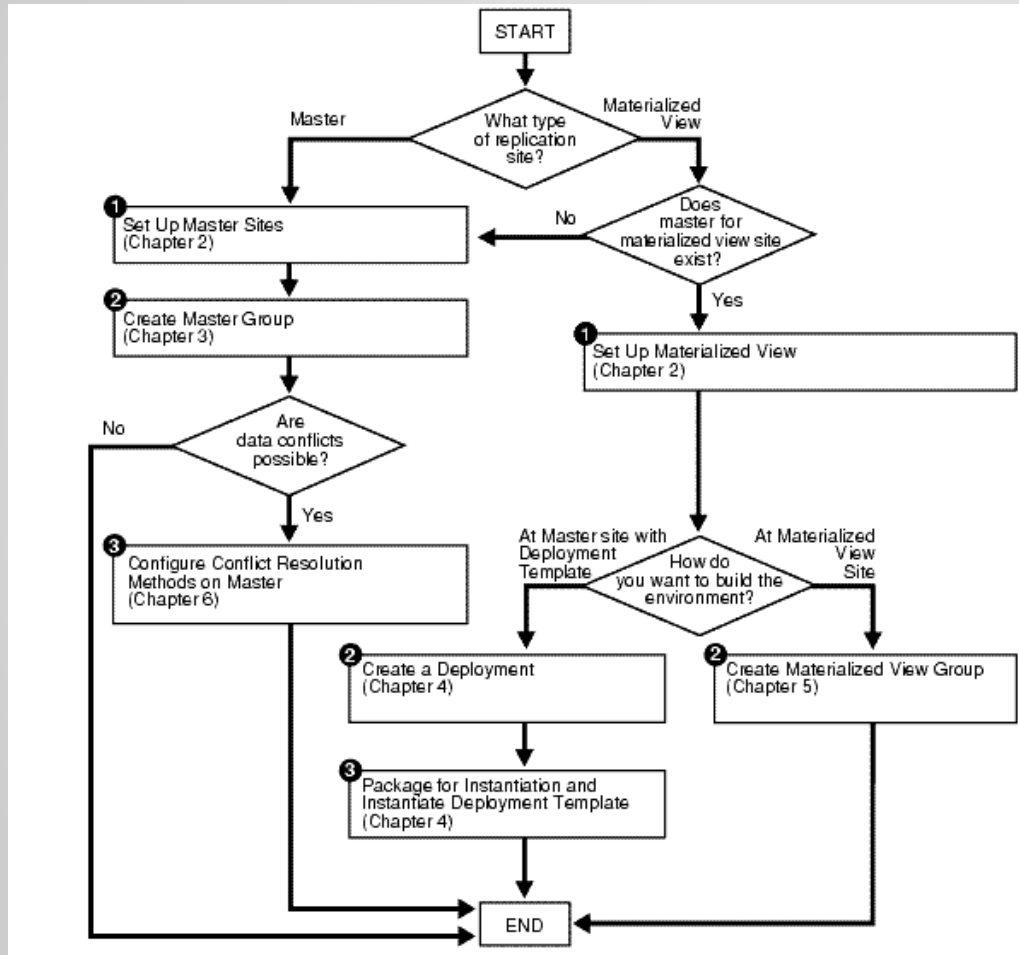 START
What type
of replication
site?
Master
Materialized
View
1
Set Up Master Sites
(Chapter 2)
No
Does
master for
materialized view site
exist?
Yes
2
Create Master Group
(Chapter 3)
1
Set Up Materialized View
(Chapter 2)
No
Are
data conflicts
possible?
Yes
3
Configure Conflict Resolution
Methods on Master
(Chapter 6)
At Master site with
Deployment
Template
How do
you want to build the
environment?
At Materialized
View
Site
2
Create a Deployment
(Chapter 4)
2
Create Materialized View Group
(Chapter 5)
3
Package for Instantiation and
Instantiate Deployment Template
(Chapter 4)
END